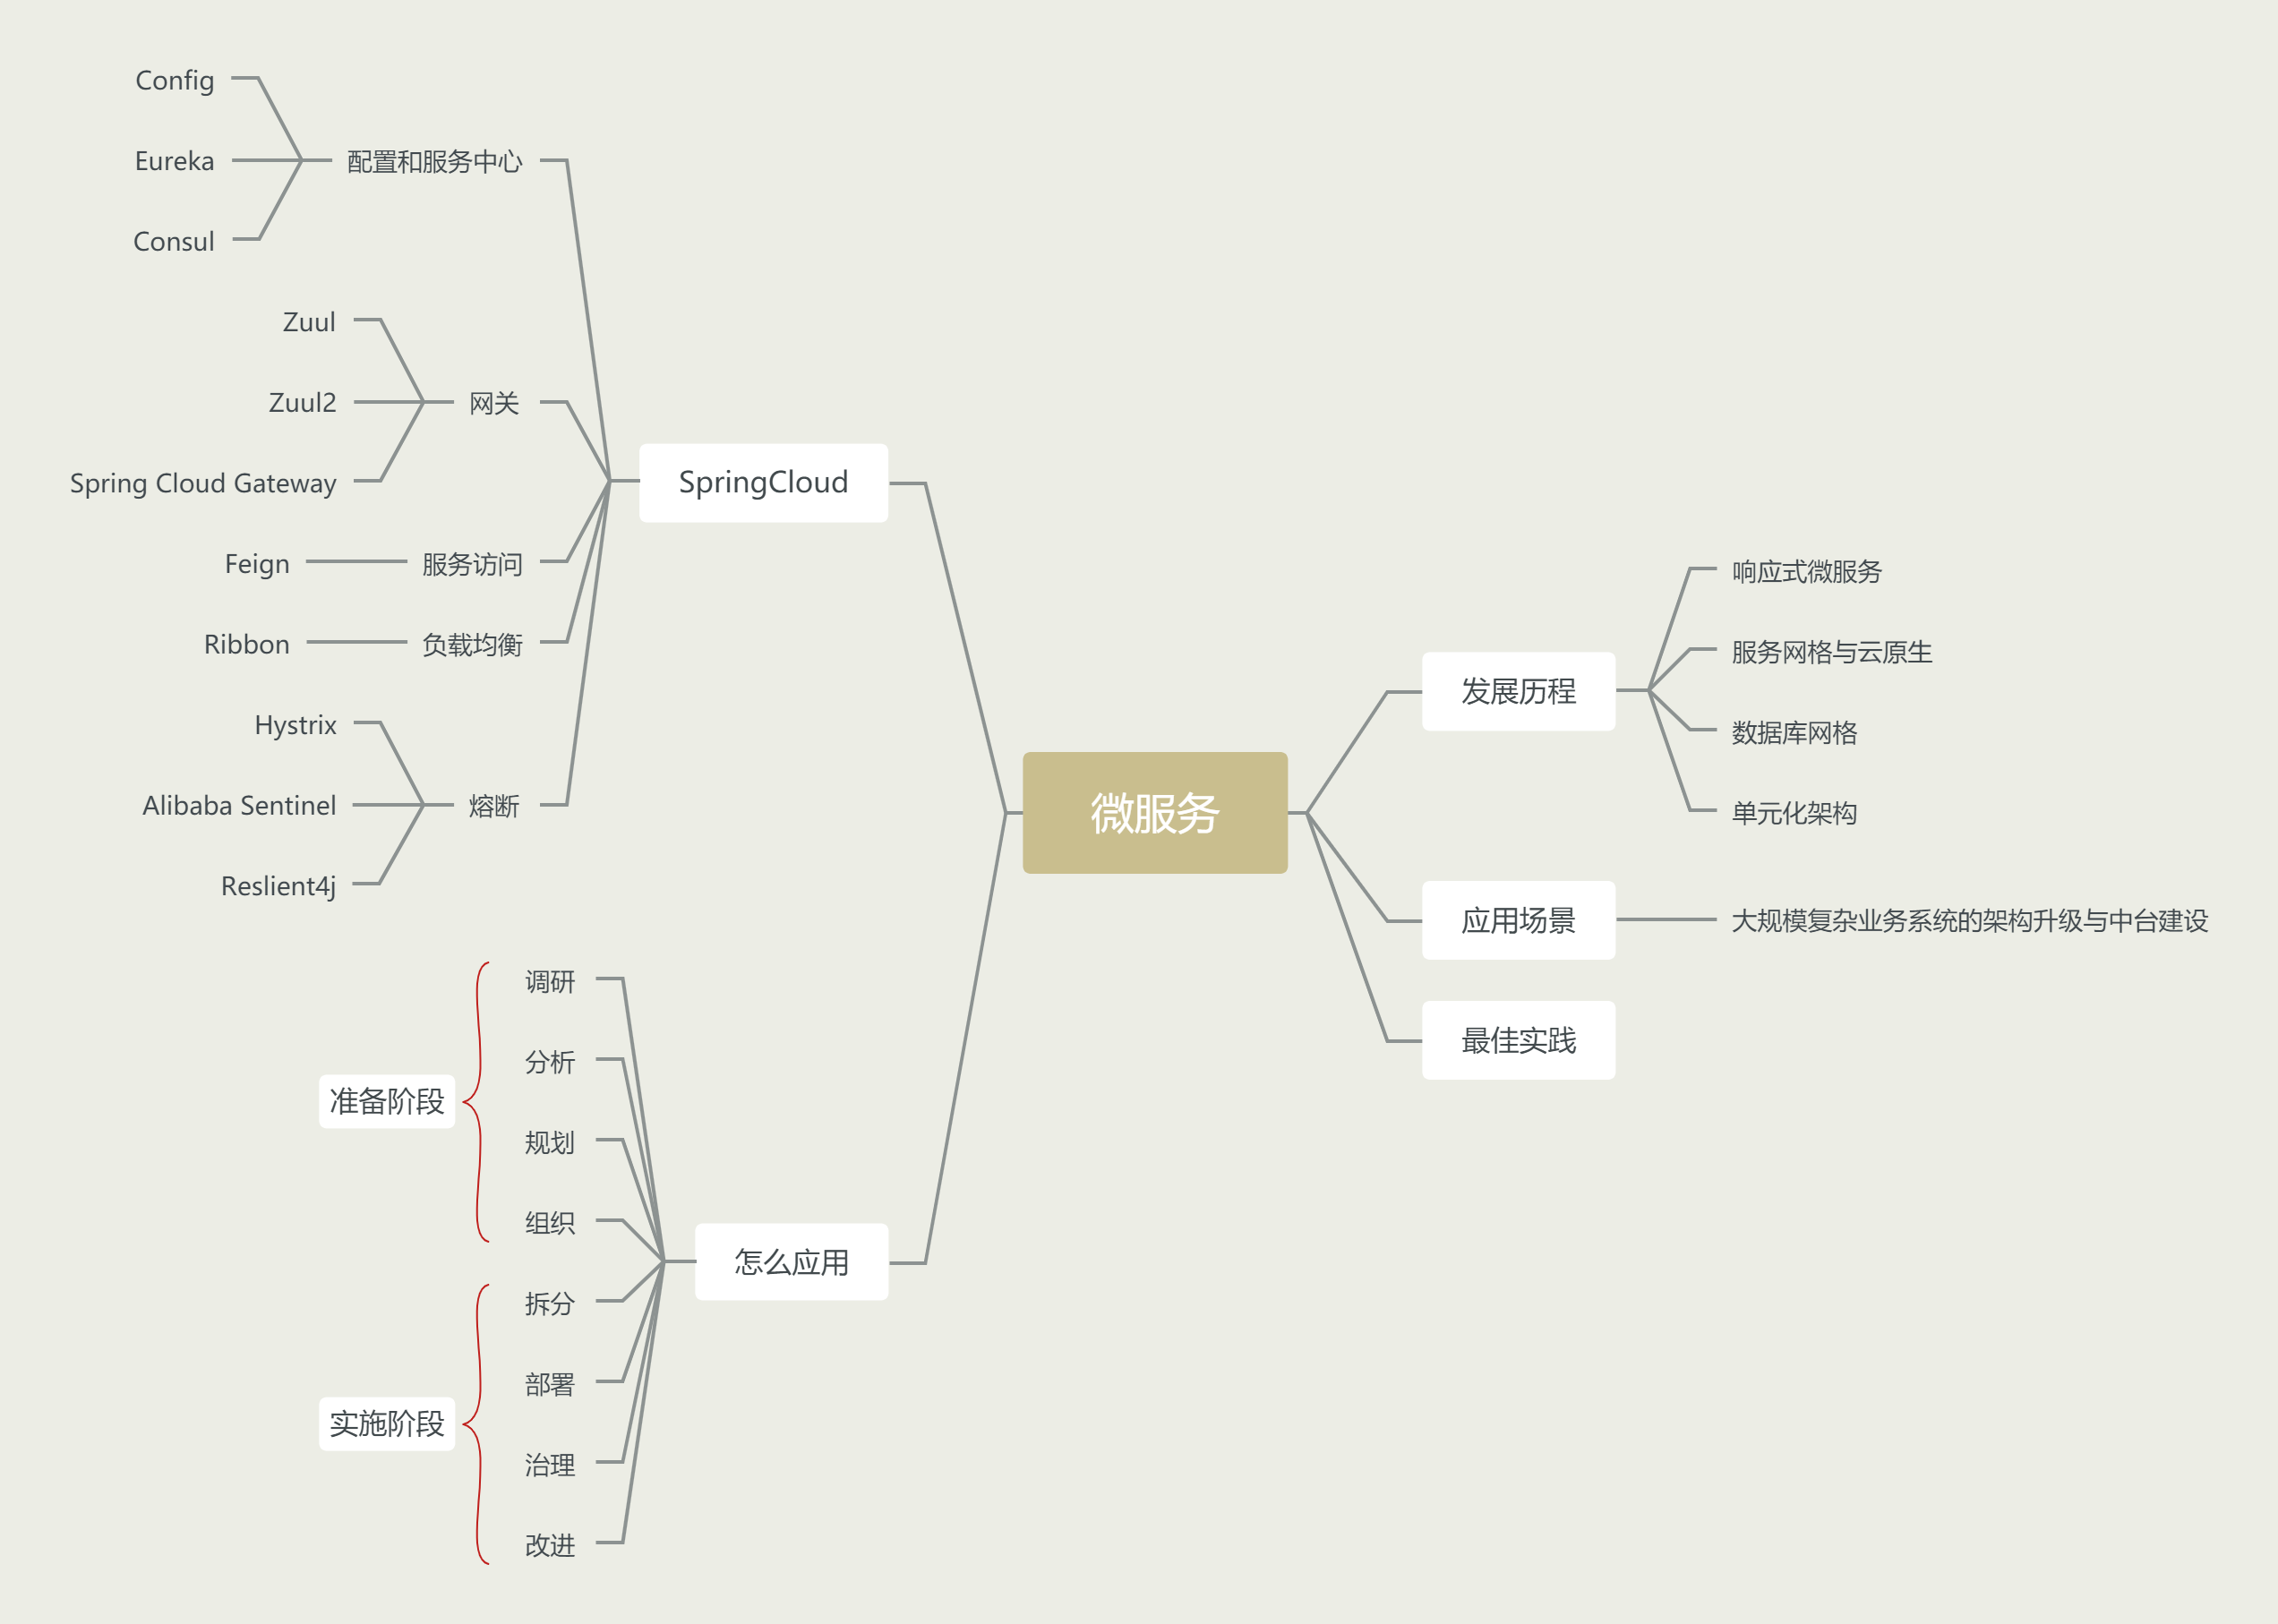 Config
Eureka
配置和服务中心
Consul
Zuul
Zuul2
网关
Spring Cloud Gateway
SpringCloud
Feign
服务访问
Ribbon
负载均衡
Hystrix
Alibaba Sentinel
熔断
Reslient4j
微服务
发展历程
响应式微服务
服务网格与云原生
数据库网格
单元化架构
应用场景
大规模复杂业务系统的架构升级与中台建设
最佳实践
怎么应用
准备阶段
调研
分析
规划
组织
实施阶段
拆分
部署
治理
改进